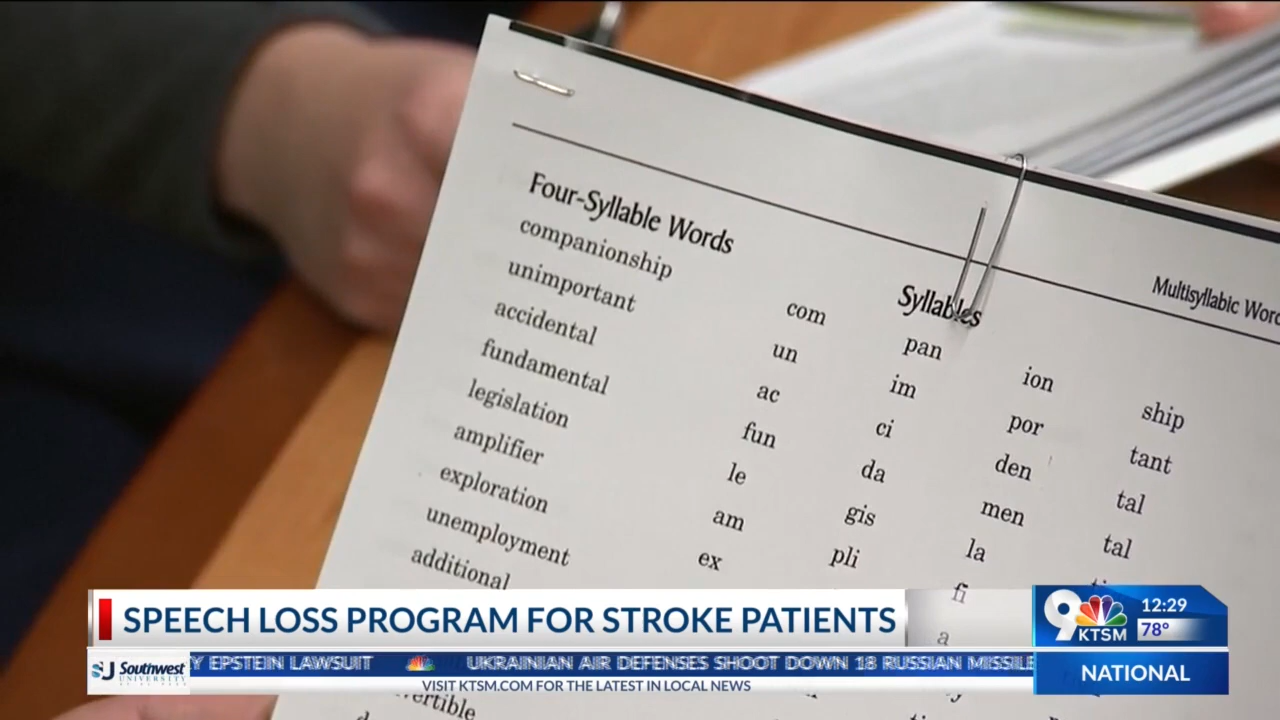 Multisyllabic
Four-Syllable Words
Syllables
companionship com pan ion ship
unimportant un im por tant
accidental ac ci den tal
fundamental fun da men tal
legislation le gis la
amplifier am pli fi
exploration ex
unemployment
additional
a
SPEECH LOSS PROGRAM FOR STROKE PATIENTS
9
KTSM
12:29
78°
SJ Southwest
UNIVERSITY
EPSTEIN LAWSUIT
UKRAINIAN AIR DEFENSES SHOOT DOWN 18 RUSSIAN
VISIT KTSM.COM FOR THE LATEST IN LOCAL NEWS
NATIONAL